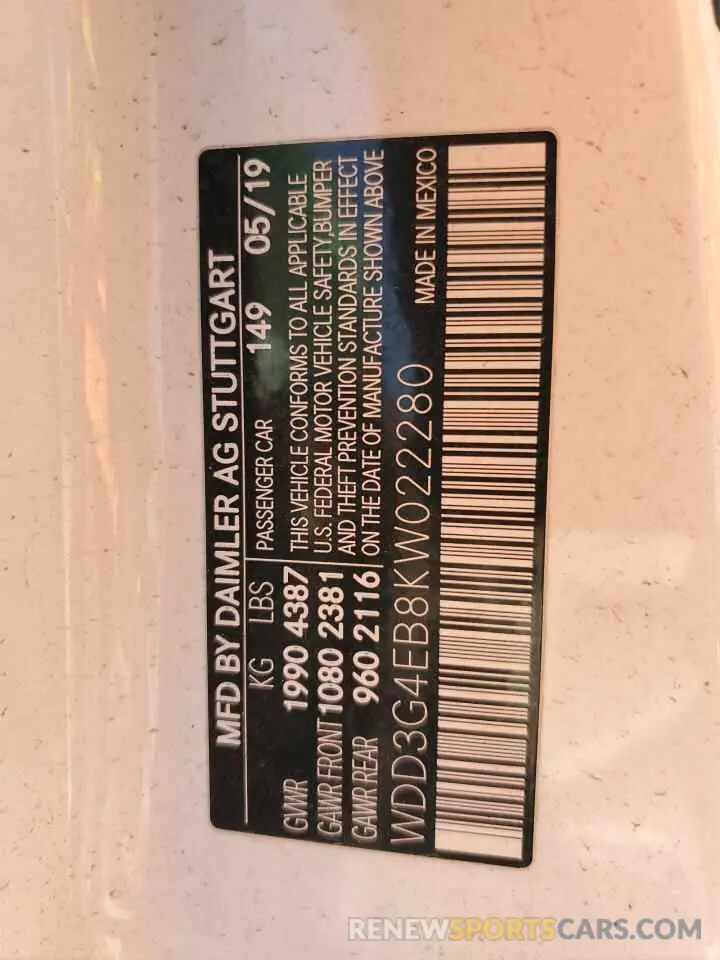 MFD BY DAIMLER AG STUTTGART
KG LBS PASSENGER CAR 149 05/19
GVWR 1990 4387 THIS VEHICLE CONFORMS TO ALL APPLICABLE
GAWR FRONT 1080 2381 U.S. FEDERAL MOTOR VEHICLE SAFETY,BUMPER
GAWR REAR 960 2116 AND THEFT PREVENTION STANDARDS IN EFFECT
ON THE DATE OF MANUFACTURE SHOWN ABOVE
WDD3G4EB8KW022280 MADE IN MEXICO
RENEWSPORTSCARS.COM